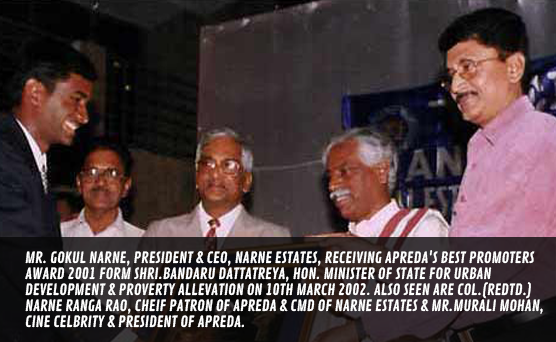 AN
L EST
MR. GOKUL NARNE, PRESIDENT & CEO, NARNE ESTATES, RECEIVING APREDA'S BEST PROMOTERS
AWARD 2001 FORM SHRI.BANDARU DATTATREYA, HON. MINISTER OF STATE FOR URBAN
DEVELOPMENT & PROVERTY ALLEVATION ON 10TH MARCH 2002. ALSO SEEN ARE COL.(REDTD.)
NARNE RANGA RAO, CHEIF PATRON OF APREDA & CMD OF NARNE ESTATES & MR.MURALI MOHAN,
CINE CELBRITY & PRESIDENT OF APREDA.